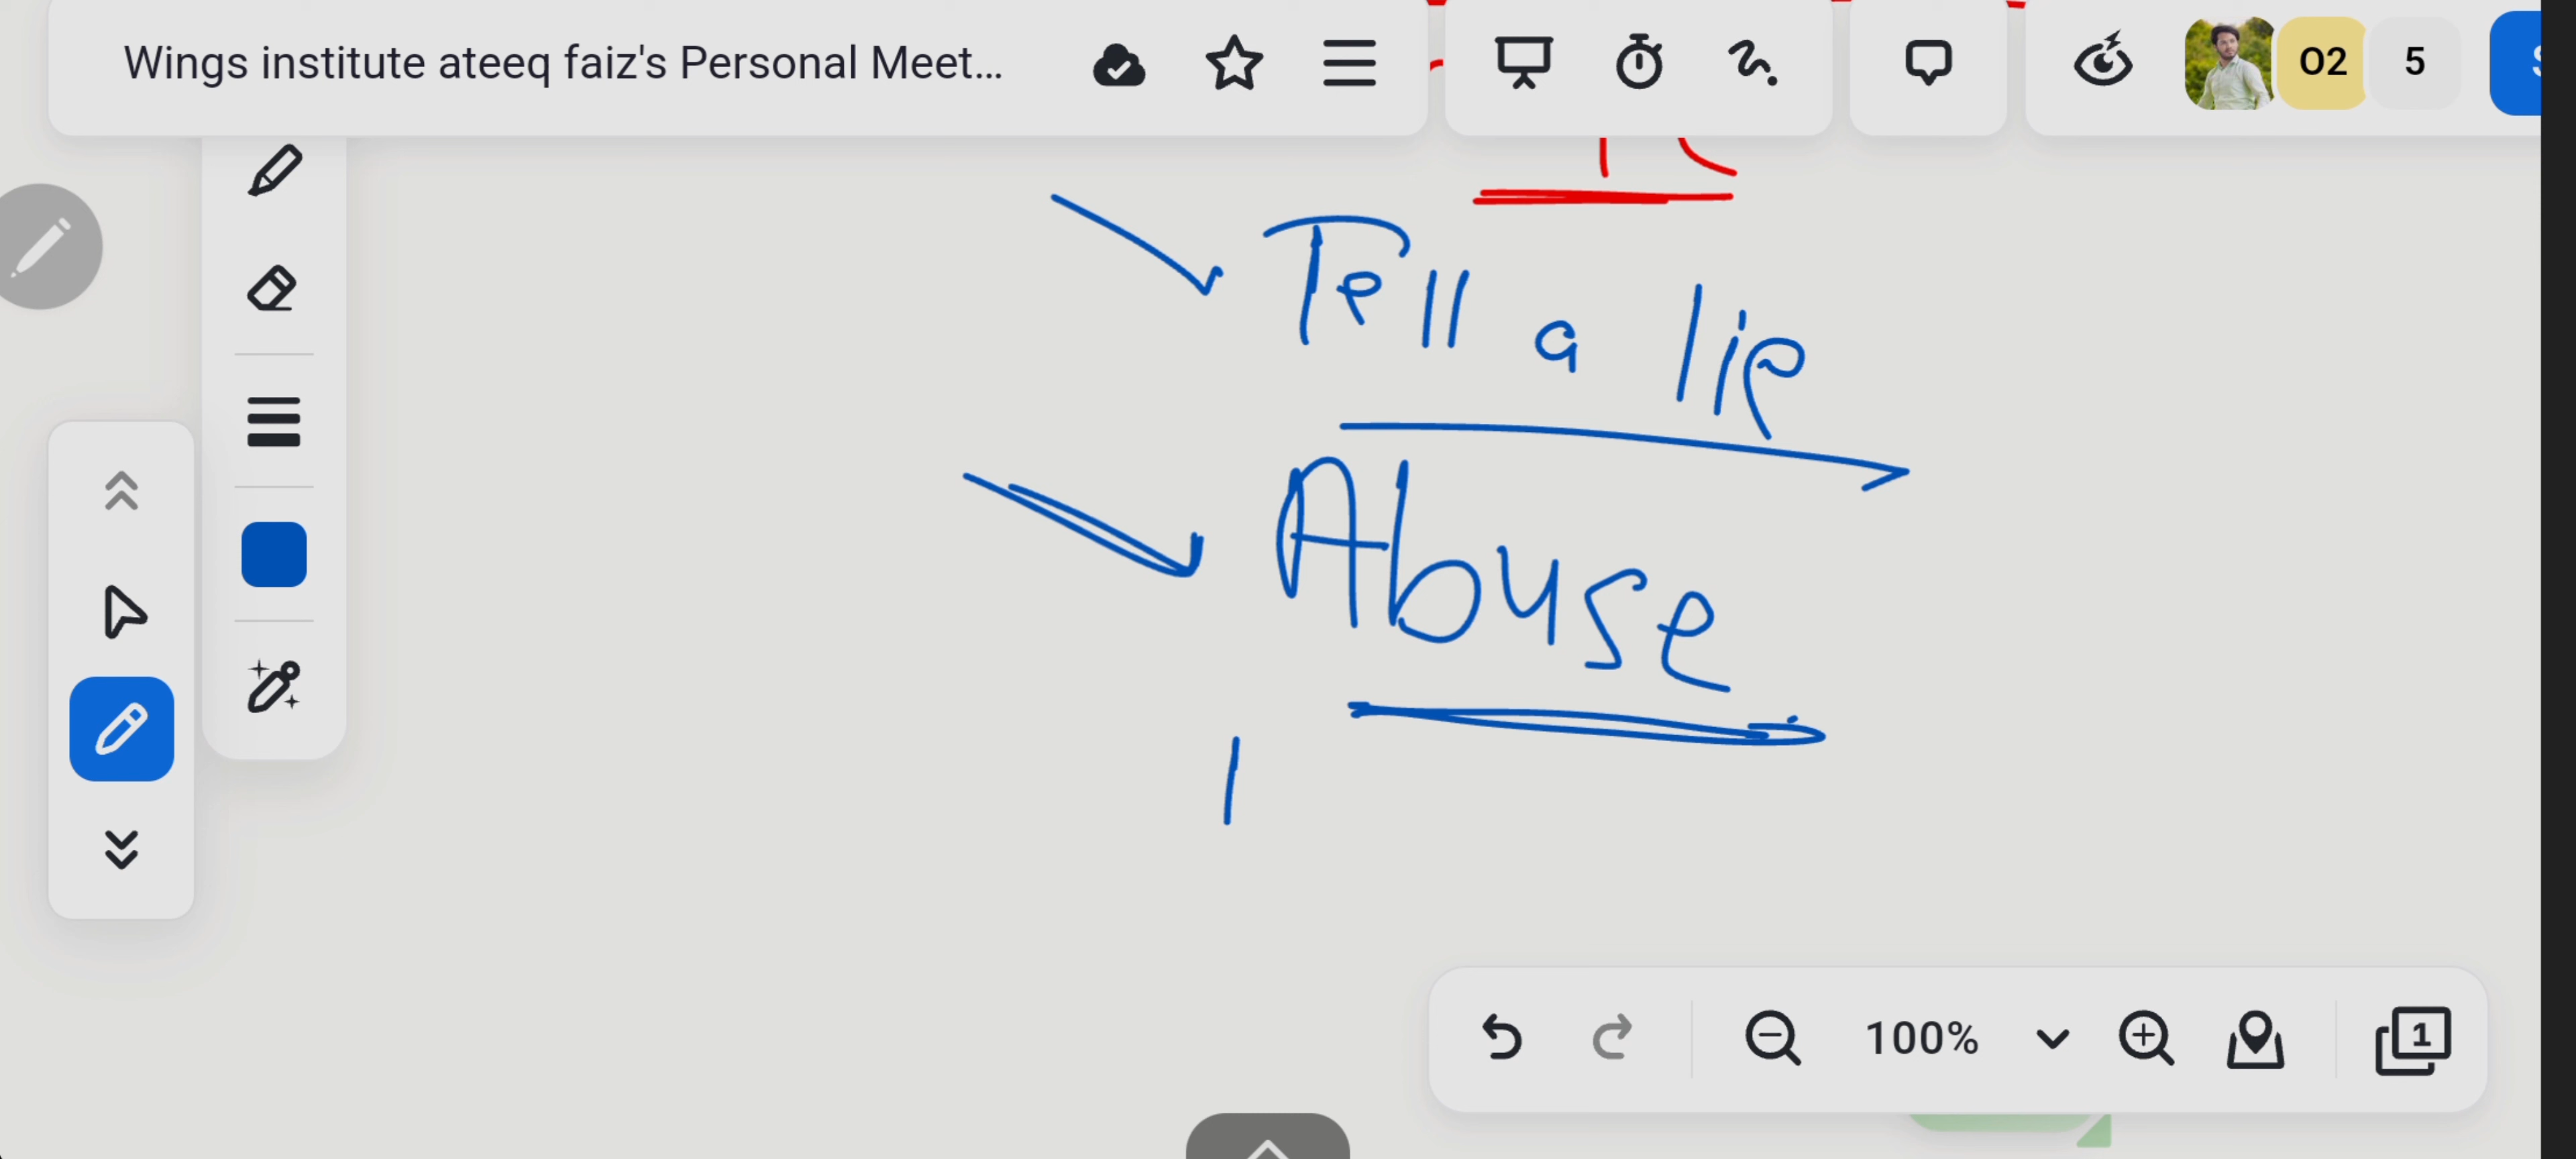 Wings institute ateeq faiz's Personal Meet...
O2
5
Tell a lie
Abuse
100%
1